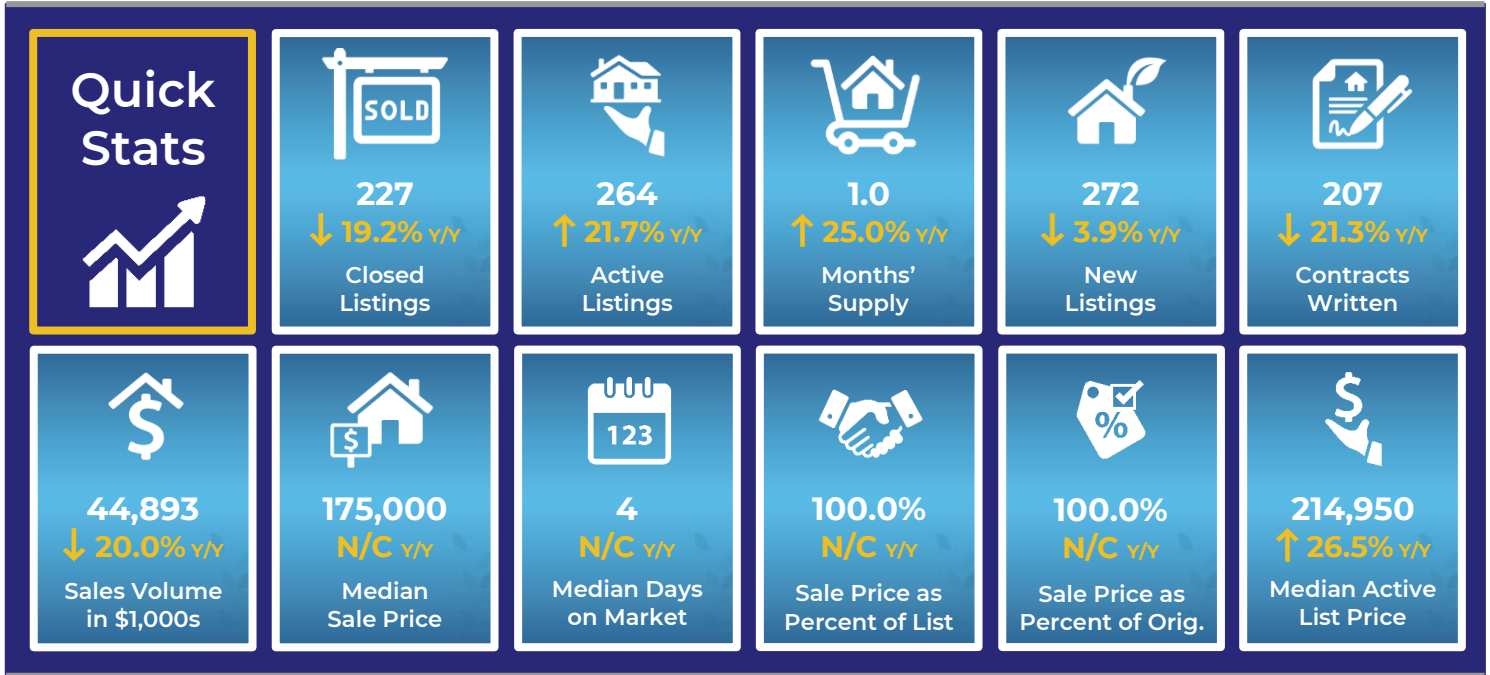 Quick
Stats
SOLD
227
↓ 19.2% Y/Y
Closed
Listings
264
↑ 21.7% Y/Y
Active
Listings
1.0
↑ 25.0% Y/Y
Months’
Supply
272
↓ 3.9% Y/Y
New
Listings
207
↓ 21.3% Y/Y
Contracts
Written
$
44,893
↓ 20.0% Y/Y
Sales Volume
in $1,000s
$
175,000
N/C Y/Y
Median
Sale Price
123
4
N/C Y/Y
Median Days
on Market
100.0%
N/C Y/Y
Sale Price as
Percent of List
%
100.0%
N/C Y/Y
Sale Price as
Percent of Orig.
$
214,950
↑ 26.5% Y/Y
Median Active
List Price